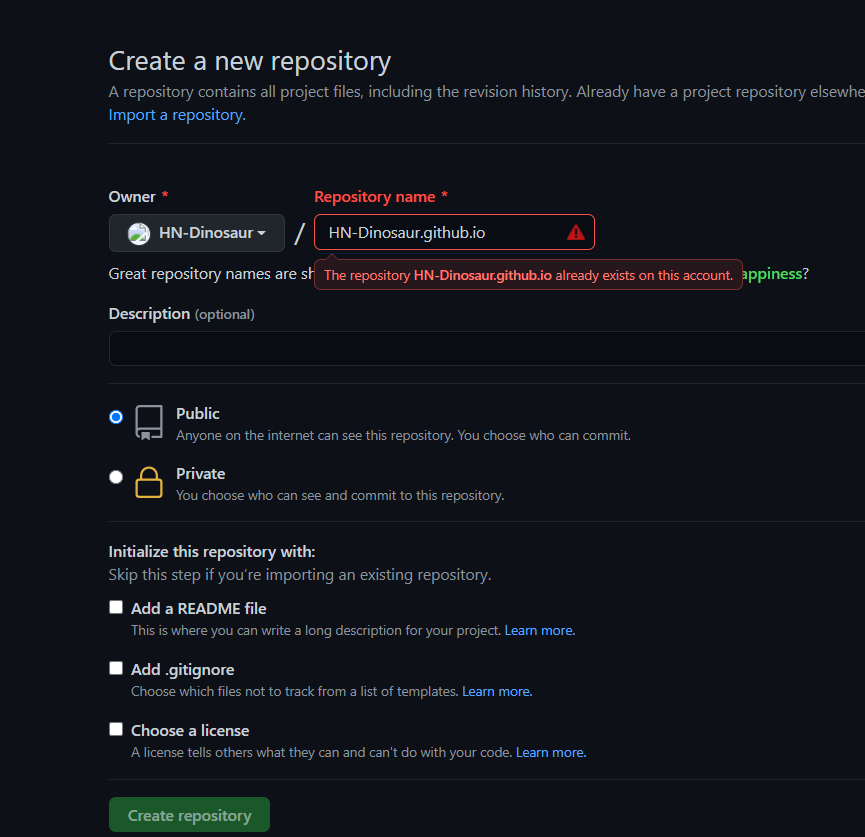 Create a new repository
A repository contains all project files, including the revision history. Already have a project repository
Import a repository.
Owner *
Repository name *
HN-Dinosaur
/
HN-Dinosaur.github.io
Great repository names are
The repository HN-Dinosaur.github.io already exists on this account.
appiness?
Description (optional)
Public
Anyone on the internet can see this repository. You choose who can commit.
Private
You choose who can see and commit to this repository.
Initialize this repository with:
Skip this step if you’re importing an existing repository.
Add a README file
This is where you can write a long description for your project. Learn more.
Add .gitignore
Choose which files not to track from a list of templates. Learn more.
Choose a license
A license tells others what they can and can't do with your code. Learn more.
Create repository